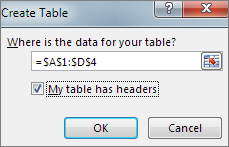 Create Table
?
Where is the data for your table?
=$A$1:$D$4
My table has headers
OK
Cancel